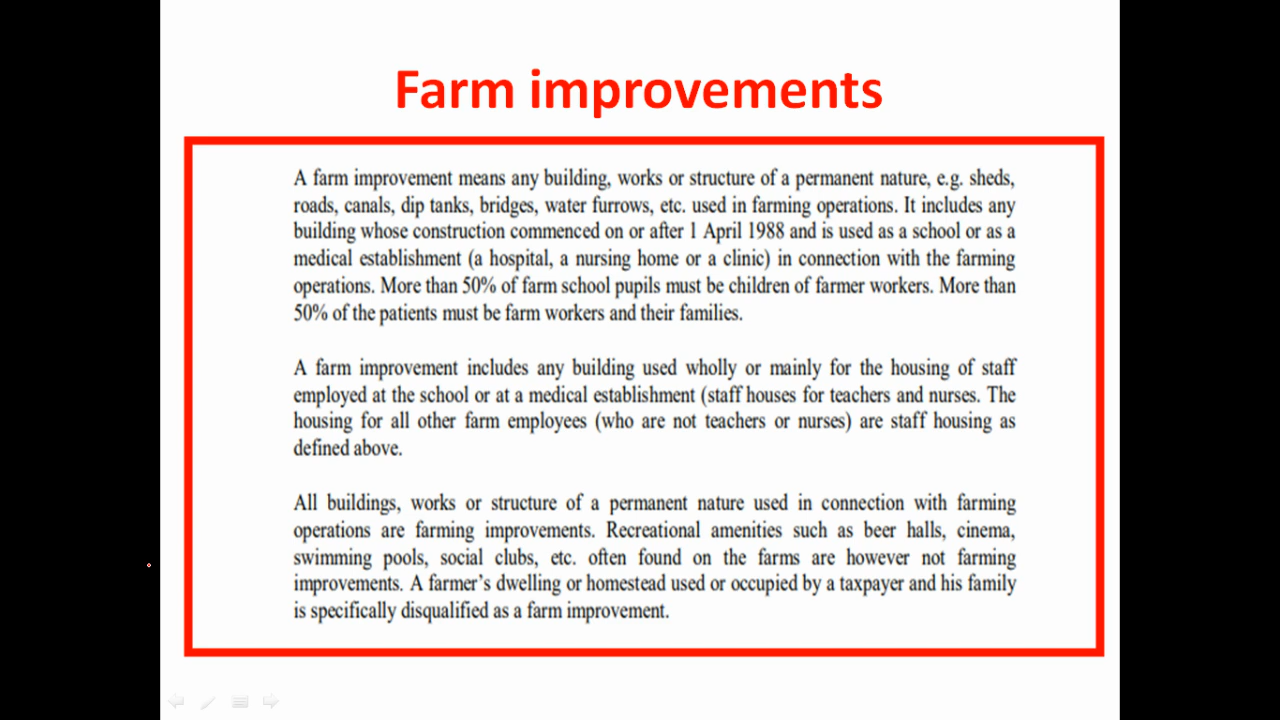 Farm improvements
A farm improvement means any building, works or structure of a permanent nature, e.g. sheds,
roads, canals, dip tanks, bridges, water furrows, etc. used in farming operations. It includes any
building whose construction commenced on or after 1 April 1988 and is used as a school or as a
medical establishment (a hospital, a nursing home or a clinic) in connection with the farming
operations. More than 50% of farm school pupils must be children of farmer workers. More than
50% of the patients must be farm workers and their families.
A farm improvement includes any building used wholly or mainly for the housing of staff
employed at the school or at a medical establishment (staff houses for teachers and nurses. The
housing for all other farm employees (who are not teachers or nurses) are staff housing as
defined above.
All buildings, works or structure of a permanent nature used in connection with farming
operations are farming improvements. Recreational amenities such as beer halls, cinema,
swimming pools, social clubs, etc. often found on the farms are however not farming
improvements. A farmer's dwelling or homestead used or occupied by a taxpayer and his family
is specifically disqualified as a farm improvement.